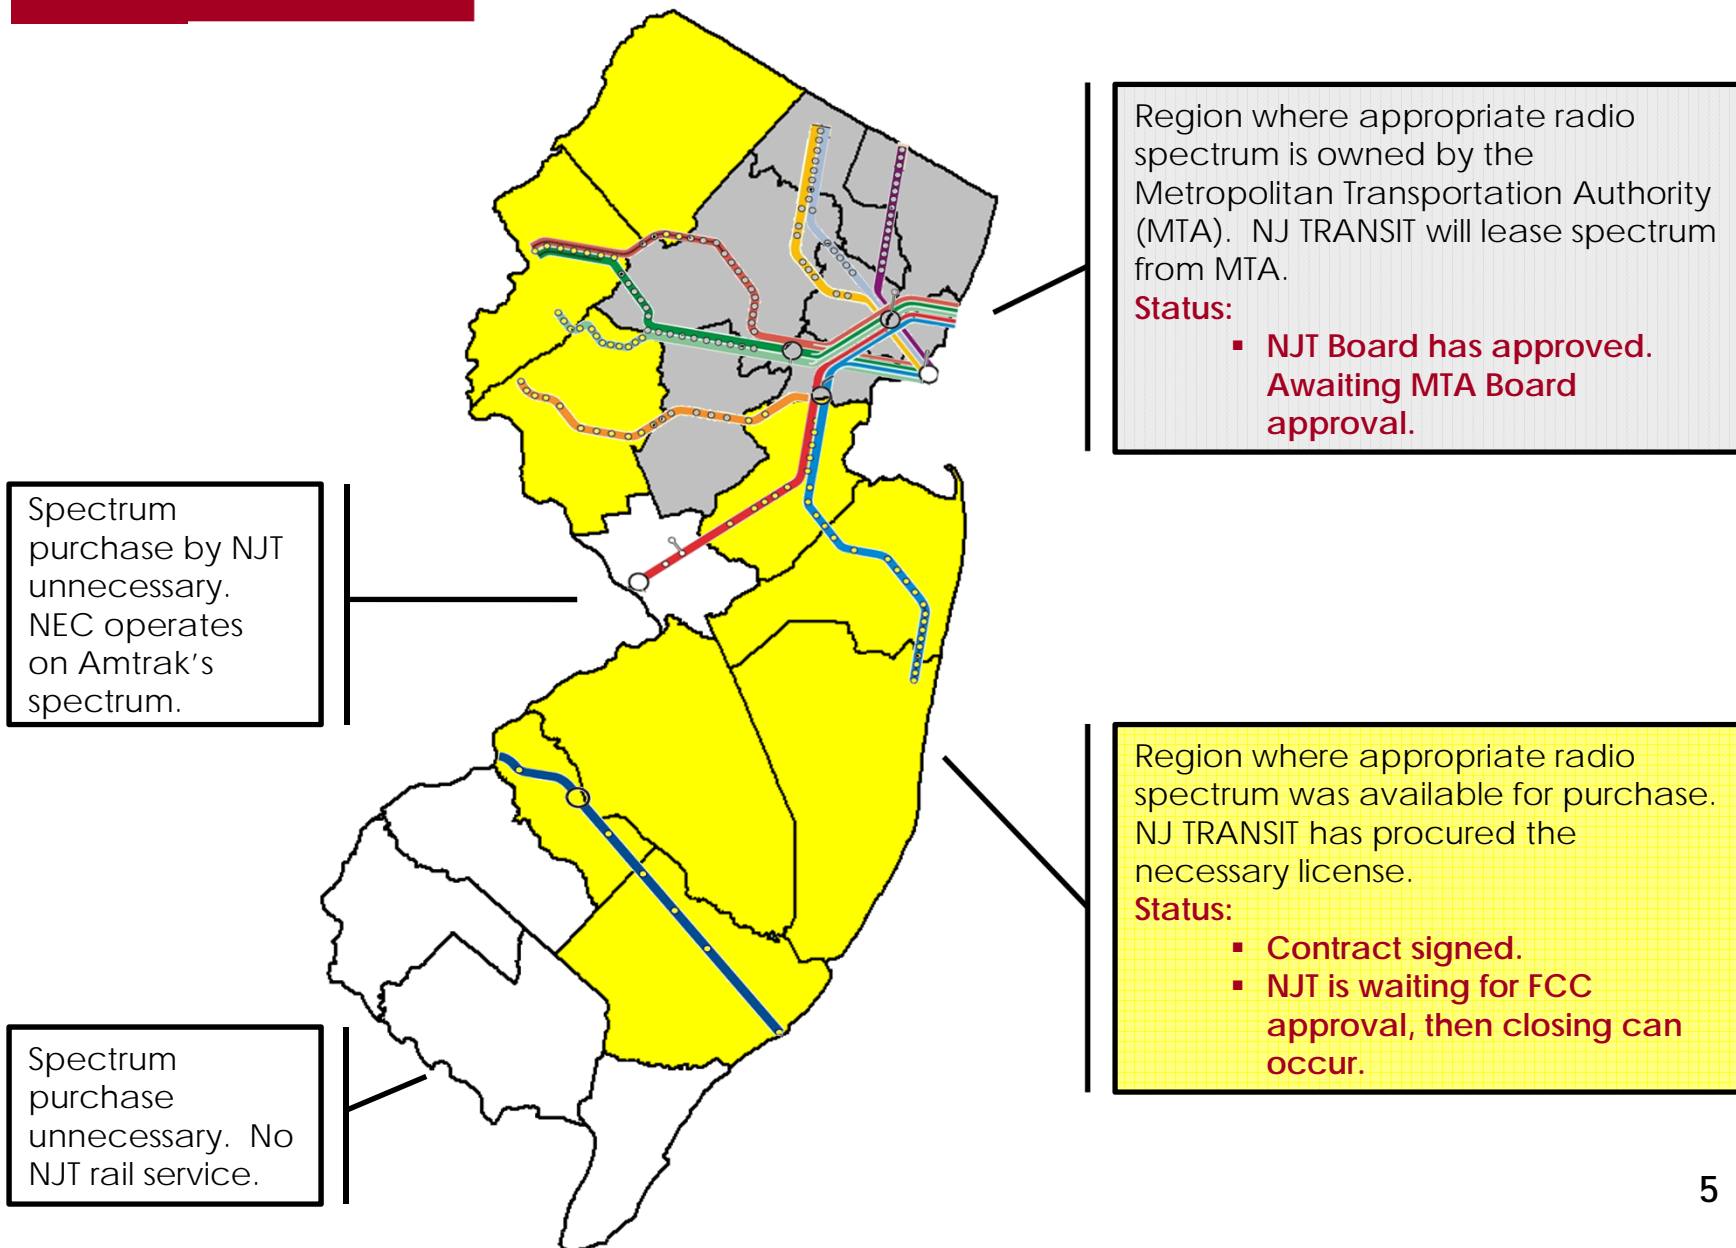 Region where appropriate radio
spectrum is owned by the
Metropolitan Transportation Authority
(MTA).  NJ TRANSIT will lease spectrum
from MTA.
Status:
▪ NJT Board has approved.
Awaiting MTA Board
approval.
Spectrum
purchase by NJT
unnecessary.
NEC operates
on Amtrak’s
spectrum.
Region where appropriate radio
spectrum was available for purchase.
NJ TRANSIT has procured the
necessary license.
Status:
▪ Contract signed.
▪ NJT is waiting for FCC
approval, then closing can
occur.
Spectrum
purchase
unnecessary.  No
NJT rail service.
5